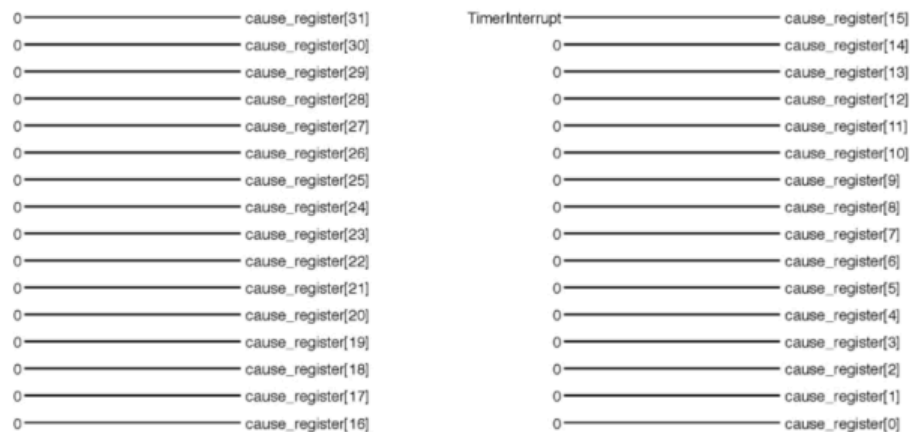 0 cause_register[31]
0 cause_register[30]
0 cause_register[29]
0 cause_register[28]
0 cause_register[27]
0 cause_register[26]
0 cause_register[25]
0 cause_register[24]
0 cause_register[23]
0 cause_register[22]
0 cause_register[21]
0 cause_register[20]
0 cause_register[19]
0 cause_register[18]
0 cause_register[17]
0 cause_register[16]
TimerInterrupt cause_register[15]
0 cause_register[14]
0 cause_register[13]
0 cause_register[12]
0 cause_register[11]
0 cause_register[10]
0 cause_register[9]
0 cause_register[8]
0 cause_register[7]
0 cause_register[6]
0 cause_register[5]
0 cause_register[4]
0 cause_register[3]
0 cause_register[2]
0 cause_register[1]
0 cause_register[0]